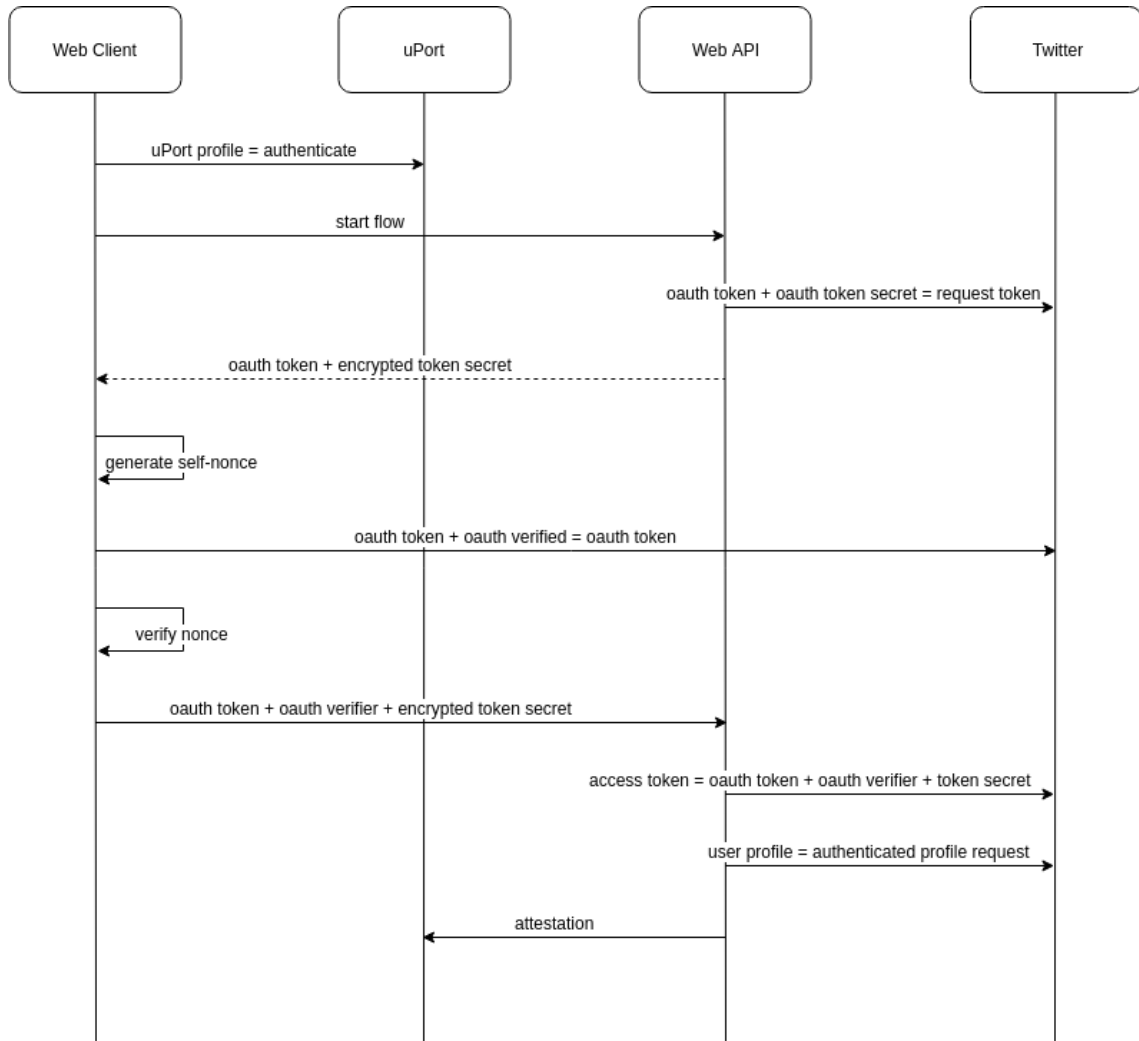 Web Client
uPort
Web API
Twitter
uPort profile = authenticate
start flow
oauth token + oauth token secret = request token
oauth token + encrypted token secret
generate self-nonce
oauth token + oauth verified = oauth token
verify nonce
oauth token + oauth verifier + encrypted token secret
access token = oauth token + oauth verifier + token secret
user profile = authenticated profile request
attestation